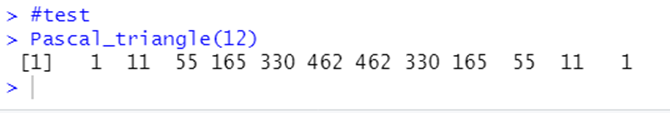 > #test
> Pascal_triangle(12)
[1] 1 11 55 165 330 462 462 330 165 55 11 1
>